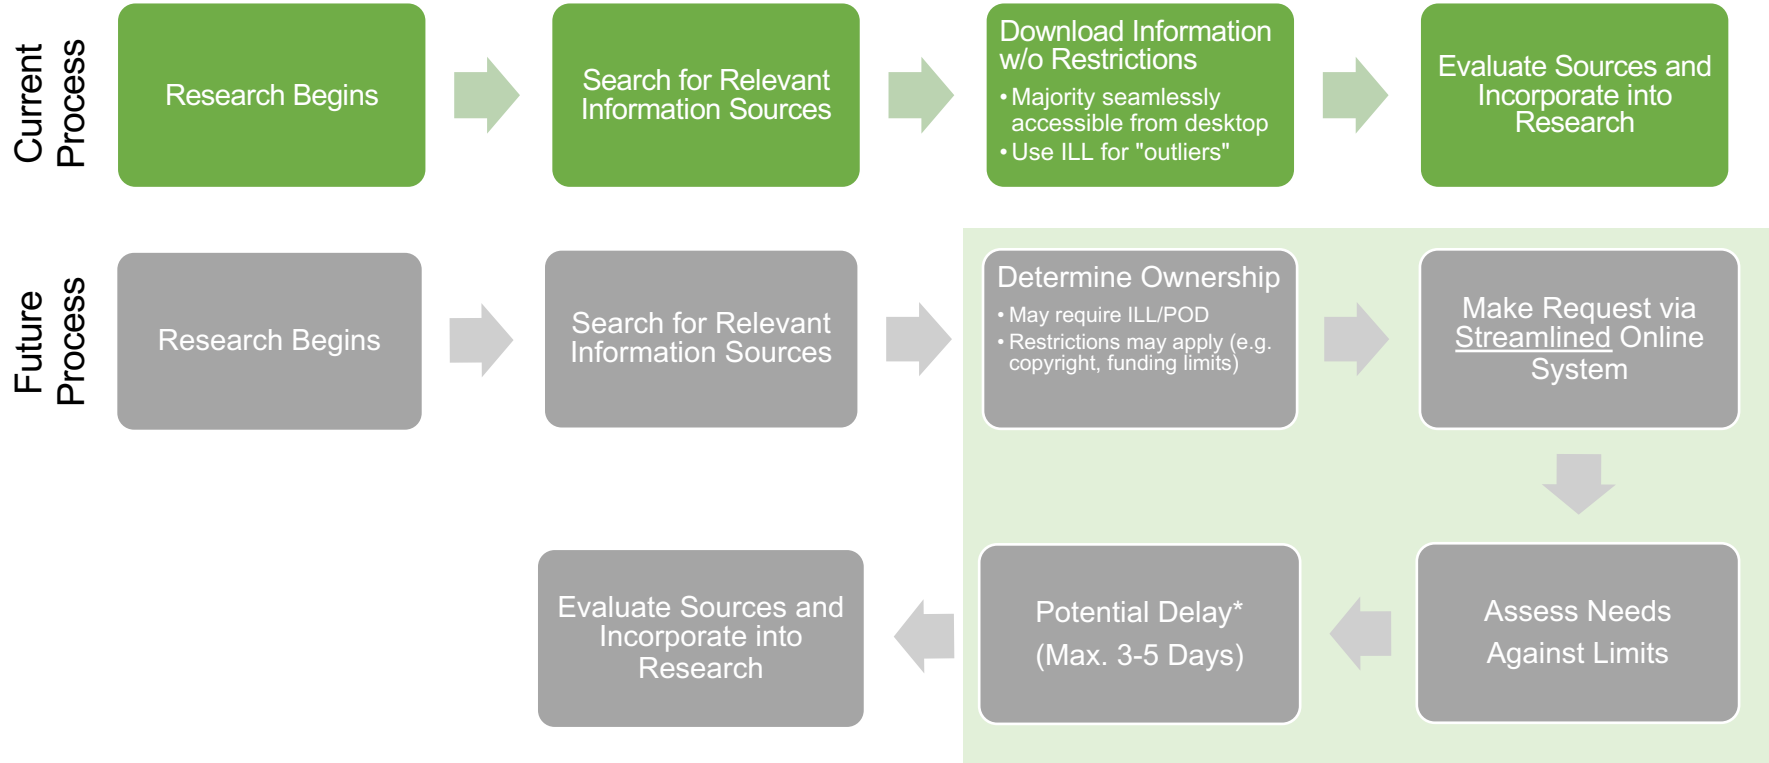 Current
Process
Research Begins
Search for Relevant
Information Sources
Download Information
w/o Restrictions
• Majority seamlessly
accessible from desktop
• Use ILL for "outliers"
Evaluate Sources and
Incorporate into
Research
Future
Process
Research Begins
Search for Relevant
Information Sources
Determine Ownership
• May require ILL/POD
• Restrictions may apply (e.g.
copyright, funding limits)
Make Request via
Streamlined Online
System
Assess Needs
Against Limits
Potential Delay*
(Max. 3-5 Days)
Evaluate Sources and
Incorporate into
Research